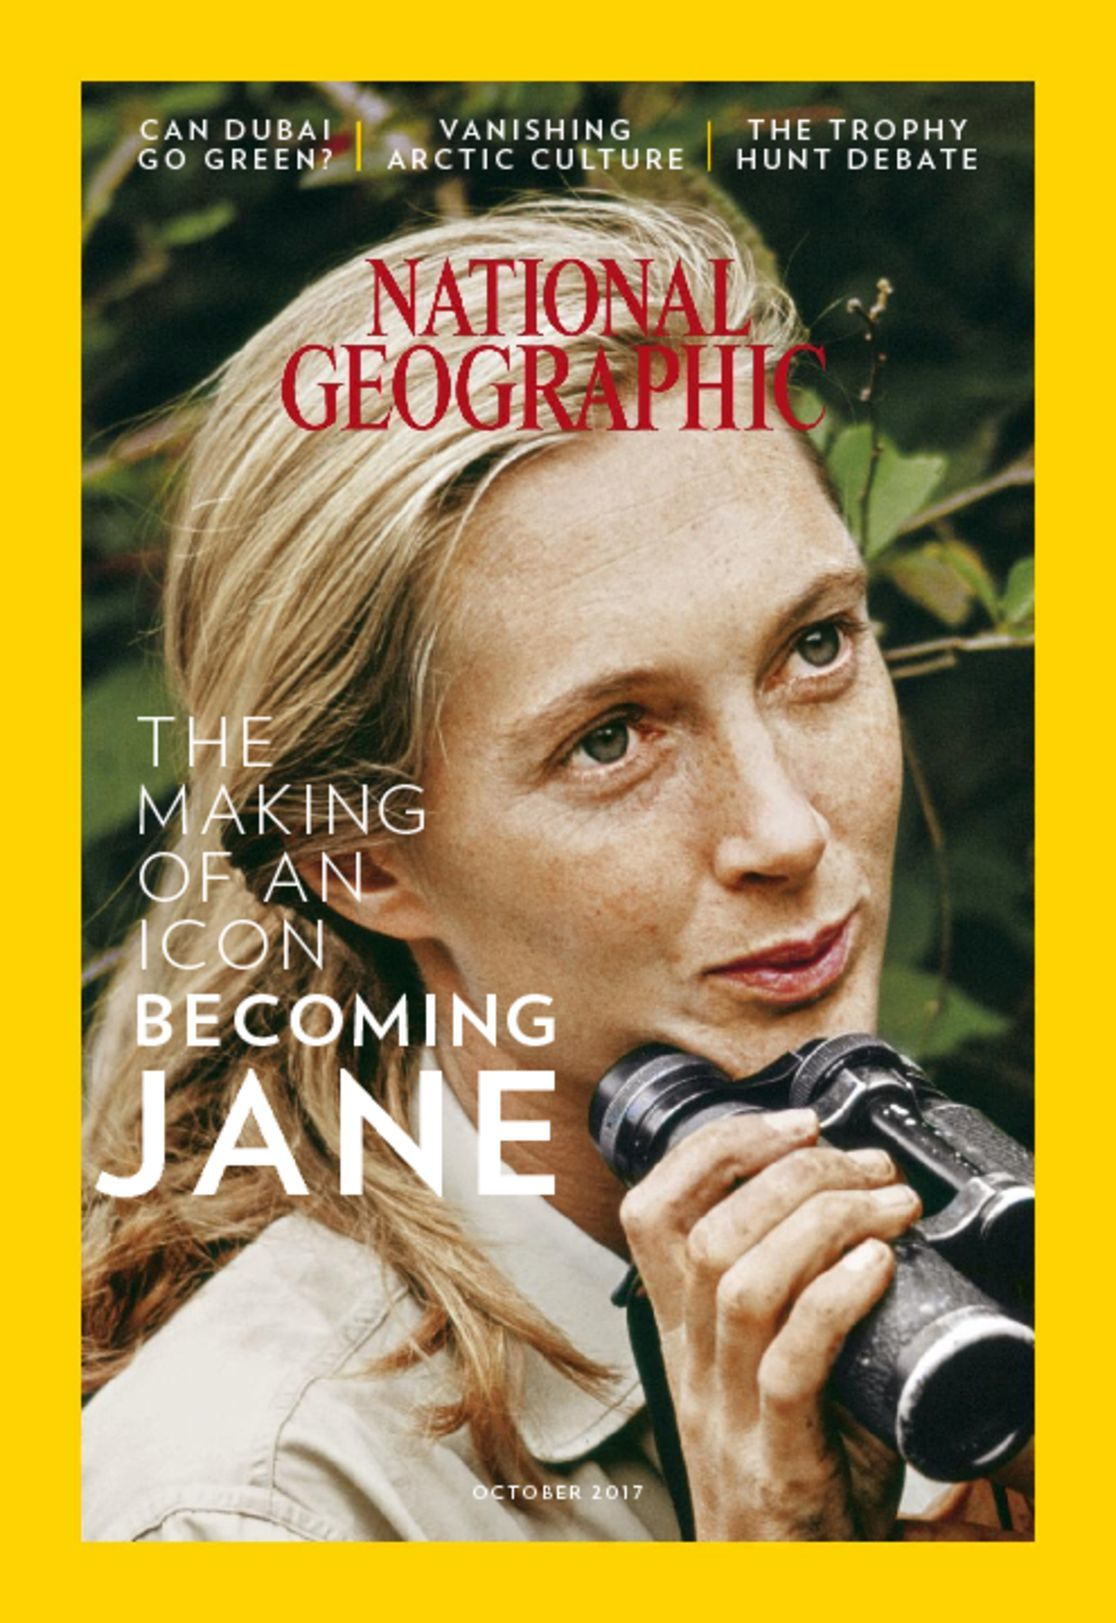 CAN DUBAI
GO GREEN?
VANISHING
ARCTIC CULTURE
THE TROPHY
HUNT DEBATE
NATIONAL
GEOGRAPHIC
THE
MAKING
OF AN
ICON
BECOMING
JANE
OCTOBER 2017